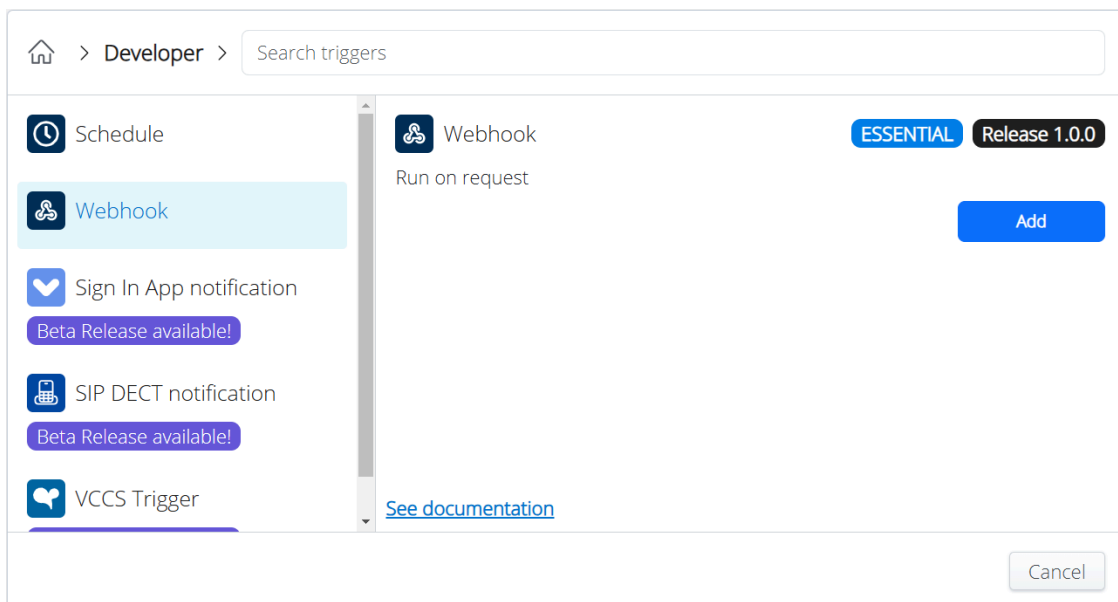 > Developer > Search triggers
Schedule
Webhook
Sign In App notification
Beta Release available!
SIP DECT notification
Beta Release available!
VCCS Trigger
Webhook ESSENTIAL Release 1.0.0
Run on request
Add
See documentation
Cancel